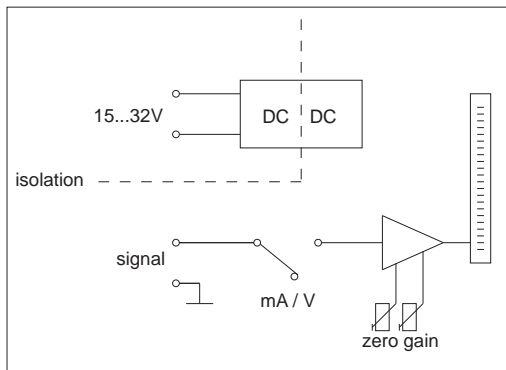 DC DC
15...32V
isolation
signal
mA / V
zero gain